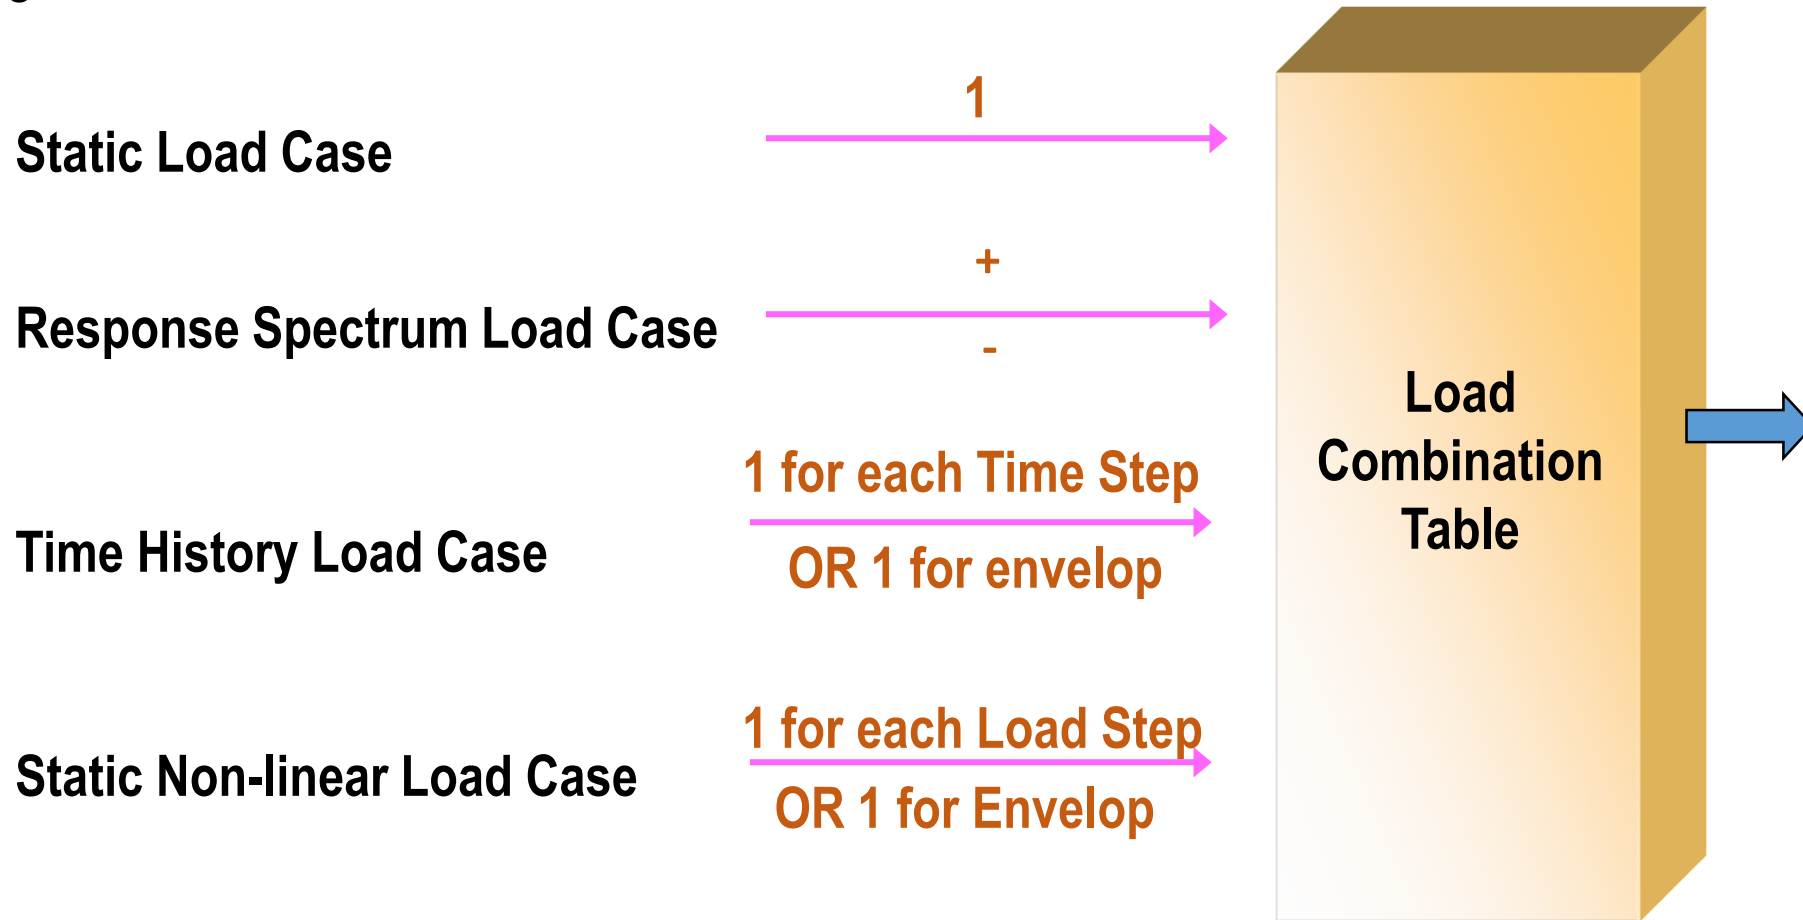 1
Static Load Case
+
Response Spectrum Load Case
-
1 for each Time Step
Time History Load Case
OR 1 for envelop
1 for each Load Step
Static Non-linear Load Case
OR 1 for Envelop
Load
Combination
Table